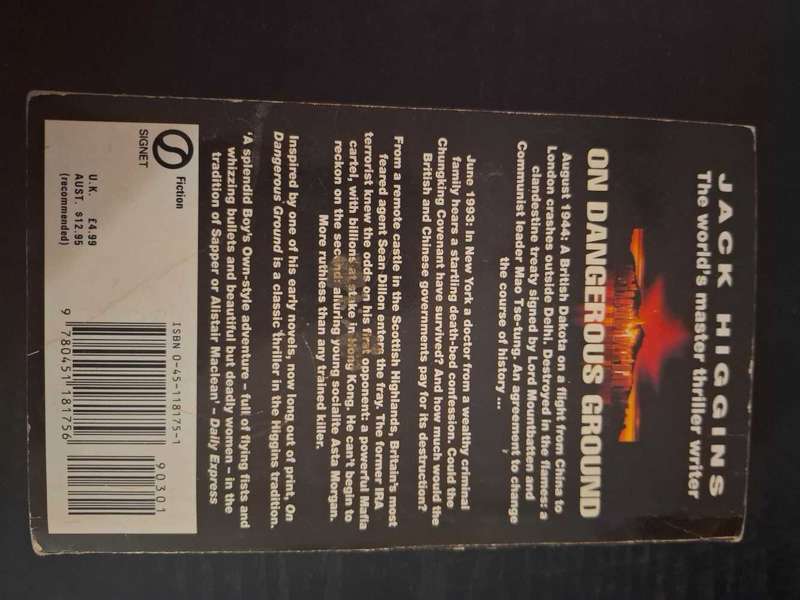 JACK HIGGINS
The world's master thriller writer
ON DANGEROUS GROUND
August 1944: A British Dakota on a flight from China to
London crashes outside Delhi. Destroyed in the flames: a
clandestine treaty signed by Lord Mountbatten and
Communist leader Mao Tse-tung. An agreement to change
the course of history ...
June 1993: In New York a doctor from a wealthy criminal
family hears a startling death-bed confession. Could the
Chungking Covenant have survived? And how much would the
British and Chinese governments pay for its destruction?
From a remote castle in the Scottish Highlands, Britain's most
feared agent Sean Dillon enters the fray. The former IRA
terrorist knew the odds on his first opponent: a powerful Mafia
cartel, with billions at stake in Hong Kong. He can't begin to
reckon on the second, alluring young socialite Asta Morgan.
More ruthless than any trained killer.
Inspired by one of his early novels, now long out of print, On
Dangerous Ground is a classic thriller in the Higgins tradition.
'A splendid Boy's Own-style adventure – full of flying fists and
whizzing bullets and beautiful but deadly women – in the
tradition of Sapper or Alistair Maclean' – Daily Express
SIGNET
Fiction
U.K. £4.99
AUST. $12.95
(recommended)
ISBN 0-45-118175-1
90301
9 780451 181756